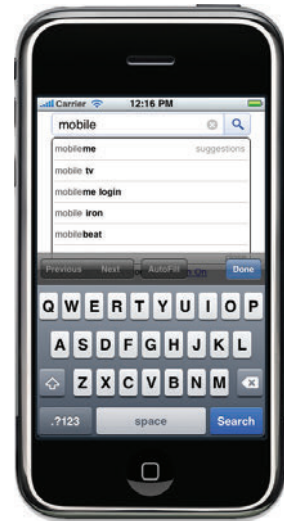 Carrier 12:16 PM
mobile
mobileme suggestions
mobile tv
mobileme login
mobile iron
mobilebeat
Previous Next AutoFill Done
Q W E R T Y U I O P
A S D F G H J K L
Z X C V B N M
.?123 space Search